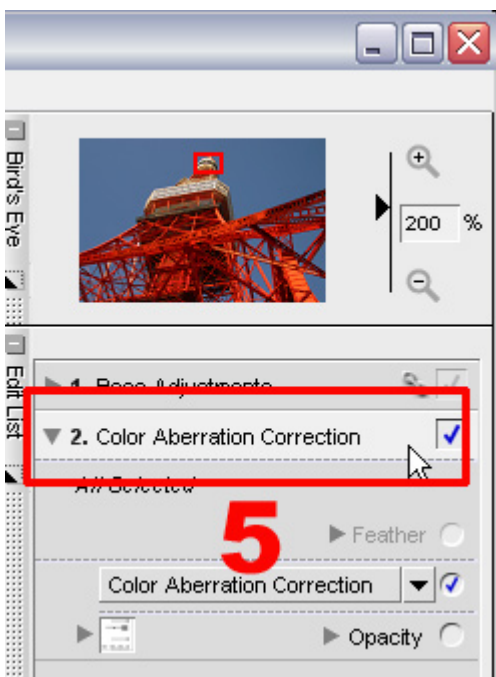 Bird's Eye
200 %
Edit List
1. Base Adjustments
2. Color Aberration Correction
All Selected
5
Feather
Color Aberration Correction
Opacity